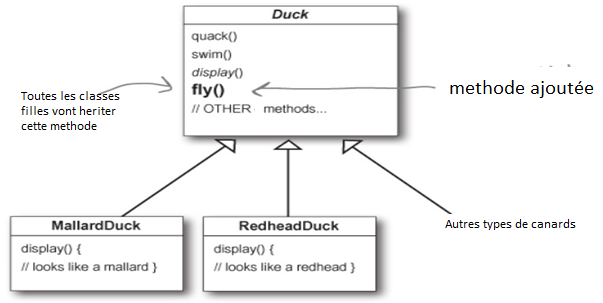 Duck
quack()
swim()
display()
fly()
// OTHER methods...
Toutes les classes
filles vont heriter
cette methode
methode ajoutée
MallardDuck
display() {
// looks like a mallard }
RedheadDuck
display() {
// looks like a redhead }
Autres types de canards